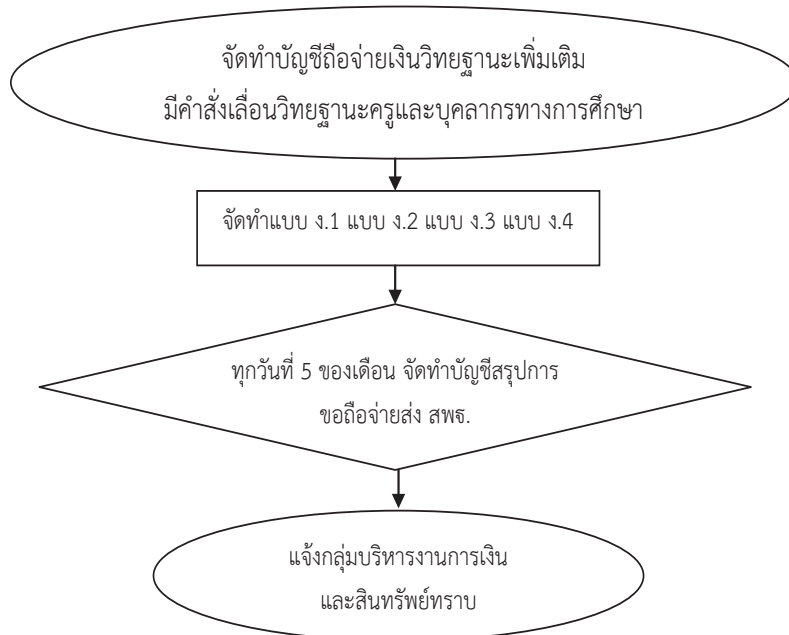 จัดทำบัญชีถือจ่ายเงินวิทยฐานะเพิ่มเติม
มีคำสั่งเลื่อนวิทยฐานะครูและบุคลากรทางการศึกษา
จัดทำแบบ ง.1 แบบ ง.2 แบบ ง.3 แบบ ง.4
ทุกวันที่ 5 ของเดือน จัดทำบัญชีสรุปการ
ขอถือจ่ายส่ง สพฐ.
แจ้งกลุ่มบริหารงานการเงิน
และสินทรัพย์ทราบ